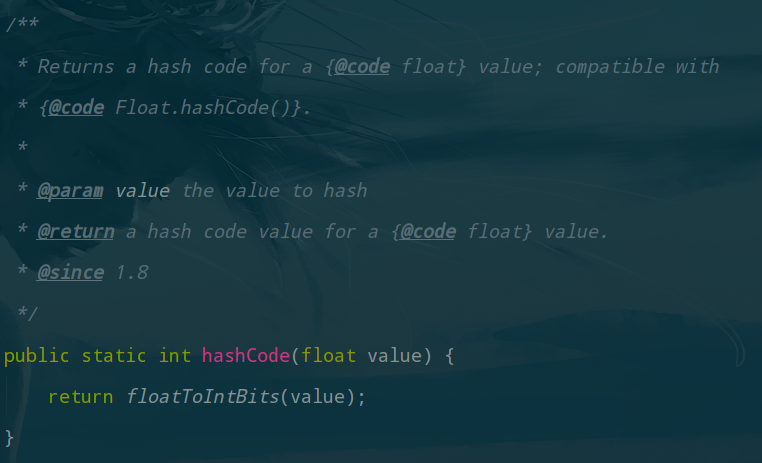 /**
 * Returns a hash code for a {@code float} value; compatible with
 * {@code Float.hashCode()}.
 *
 * @param value the value to hash
 * @return a hash code value for a {@code float} value.
 * @since 1.8
 */
public static int hashCode(float value) {
    return floatToIntBits(value);
}